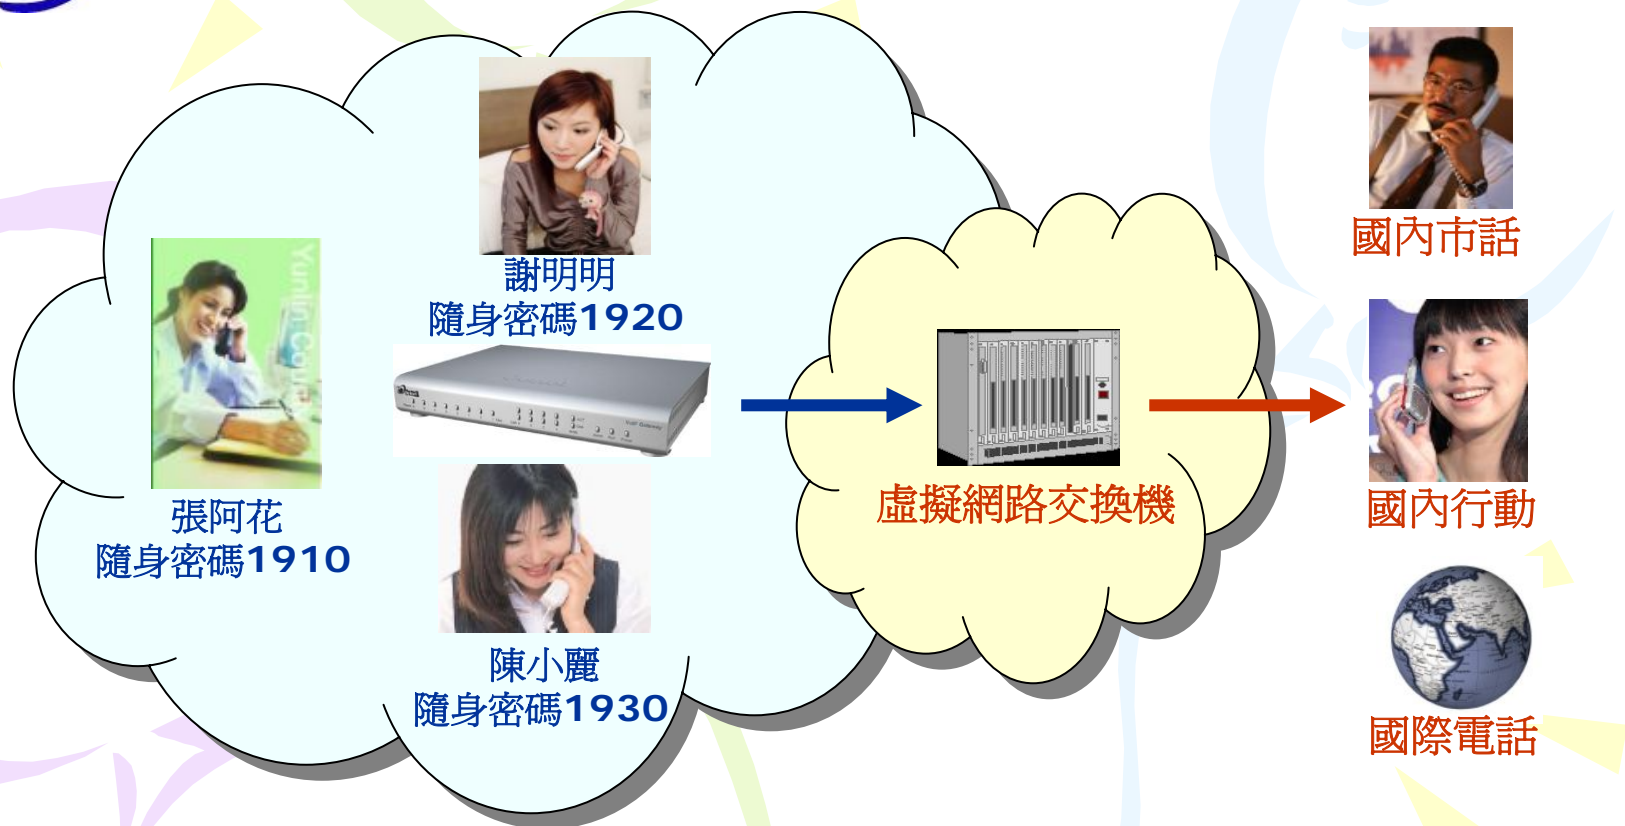 謝明明
隨身密碼1920
Yunlin Count
張阿花
隨身密碼1910
陳小麗
隨身密碼1930
虛擬網路交換機
國內市話
國內行動
國際電話